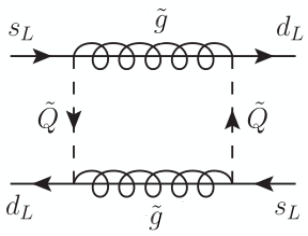 s_L g̃ d_L
Q̃ Q̃
d_L g̃ s_L